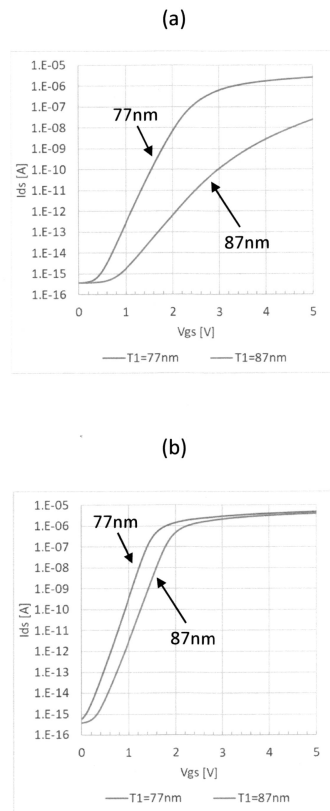 (a)
1.E-05
1.E-06
1.E-07
1.E-08
1.E-09
1.E-10
1.E-11
1.E-12
1.E-13
1.E-14
1.E-15
1.E-16
Ids [A]
77nm
87nm
0 1 2 3 4 5
Vgs [V]
T1=77nm T1=87nm
(b)
1.E-05
1.E-06
1.E-07
1.E-08
1.E-09
1.E-10
1.E-11
1.E-12
1.E-13
1.E-14
1.E-15
1.E-16
Ids [A]
77nm
87nm
0 1 2 3 4 5
Vgs [V]
T1=77nm T1=87nm